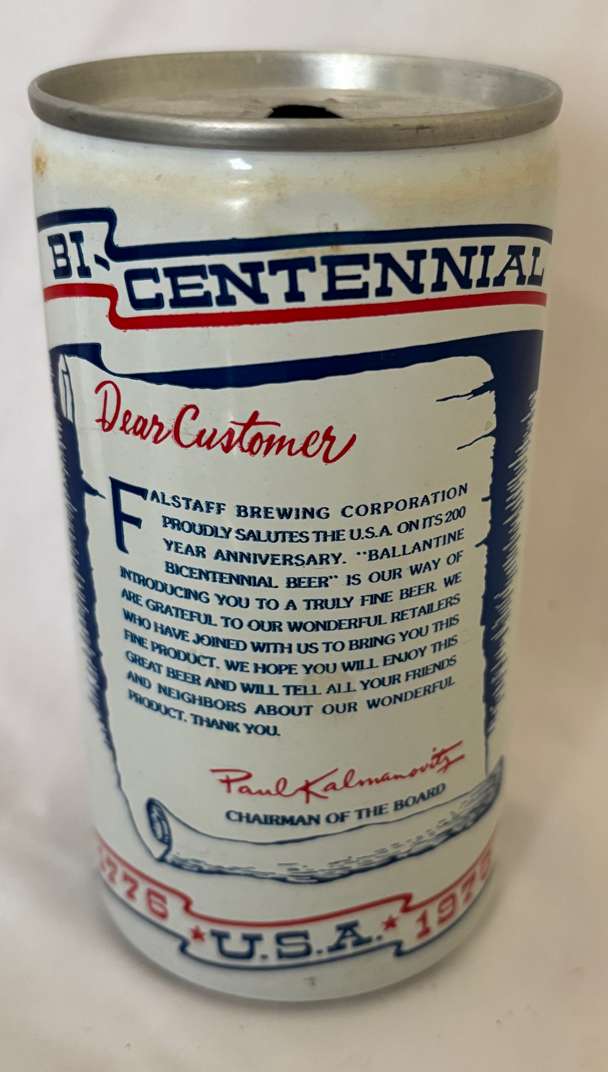 BI-CENTENNIAL
Dear Customer
FALSTAFF BREWING CORPORATION
PROUDLY SALUTES THE U.S.A. ON ITS 200
YEAR ANNIVERSARY. "BALLANTINE
BICENTENNIAL BEER" IS OUR WAY OF
INTRODUCING YOU TO A TRULY FINE BEER. WE
ARE GRATEFUL TO OUR WONDERFUL RETAILERS
WHO HAVE JOINED WITH US TO BRING YOU THIS
FINE PRODUCT. WE HOPE YOU WILL ENJOY THIS
GREAT BEER AND WILL TELL ALL YOUR FRIENDS
AND NEIGHBORS ABOUT OUR WONDERFUL
PRODUCT. THANK YOU.
Paul Kalmanovitz
CHAIRMAN OF THE BOARD
1776 ★ U.S.A. ★